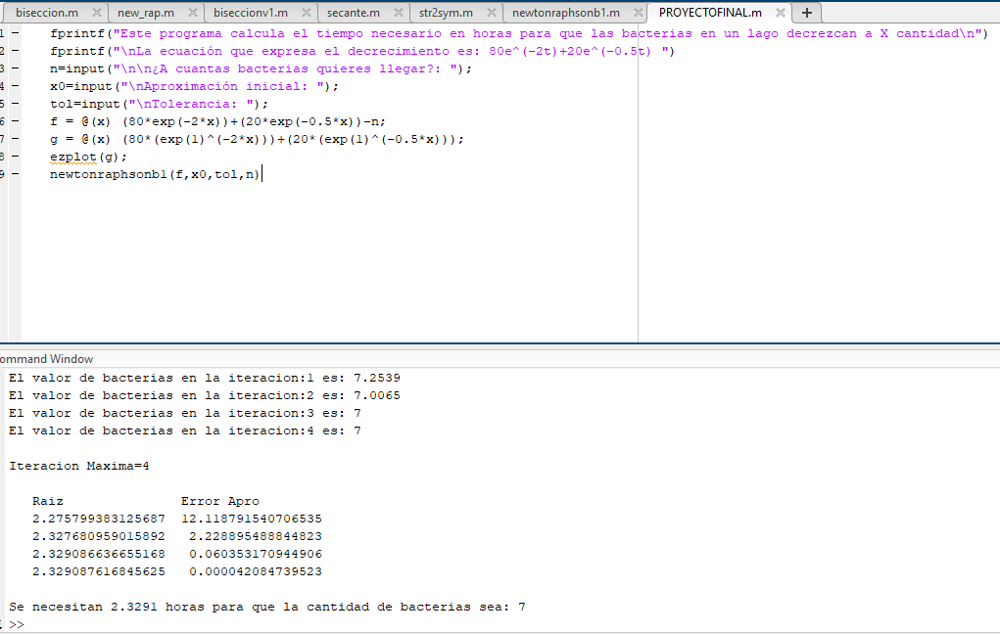 biseccion.m new_rap.m biseccionv1.m secante.m str2sym.m newtonraphsonb1.m PROYECTOFINAL.m +
1 – fprintf("Este programa calcula el tiempo necesario en horas para que las bacterias en un lago decrezcan a X cantidad\n")
2 – fprintf("\nLa ecuación que expresa el decrecimiento es: 80e^(-2t)+20e^(-0.5t) ")
3 – n=input("\n\n¿A cuantas bacterias quieres llegar?: ");
4 – x0=input("\nAproximación inicial: ");
5 – tol=input("\nTolerancia: ");
6 – f = @(x) (80*exp(-2*x))+(20*exp(-0.5*x))-n;
7 – g = @(x) (80*(exp(1)^(-2*x)))+(20*(exp(1)^(-0.5*x)));
8 – ezplot(g);
9 – newtonraphsonb1(f,x0,tol,n)
ommand Window
El valor de bacterias en la iteracion:1 es: 7.2539
El valor de bacterias en la iteracion:2 es: 7.0065
El valor de bacterias en la iteracion:3 es: 7
El valor de bacterias en la iteracion:4 es: 7
Iteracion Maxima=4
Raiz Error Apro
2.275799383125687 12.118791540706535
2.327680959015892 2.228895488844823
2.329086636655168 0.060353170944906
2.329087616845625 0.000042084739523
Se necesitan 2.3291 horas para que la cantidad de bacterias sea: 7
>>